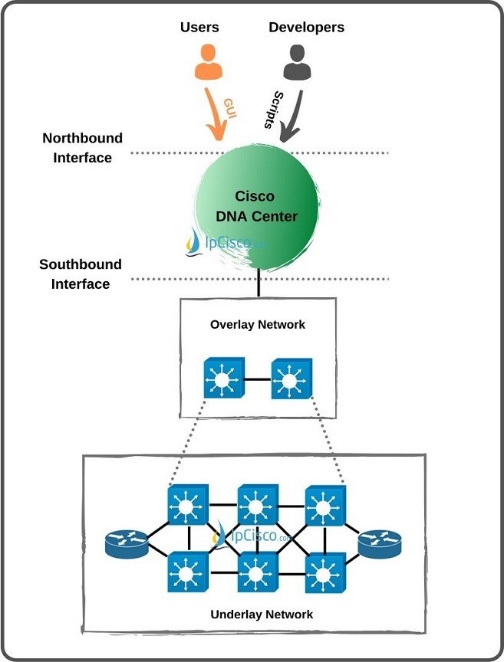 Users
Developers
GUI
Scripts
Northbound
Interface
Cisco
DNA Center
IpCisco.com
Southbound
Interface
Overlay Network
IpCisco.com
Underlay Network